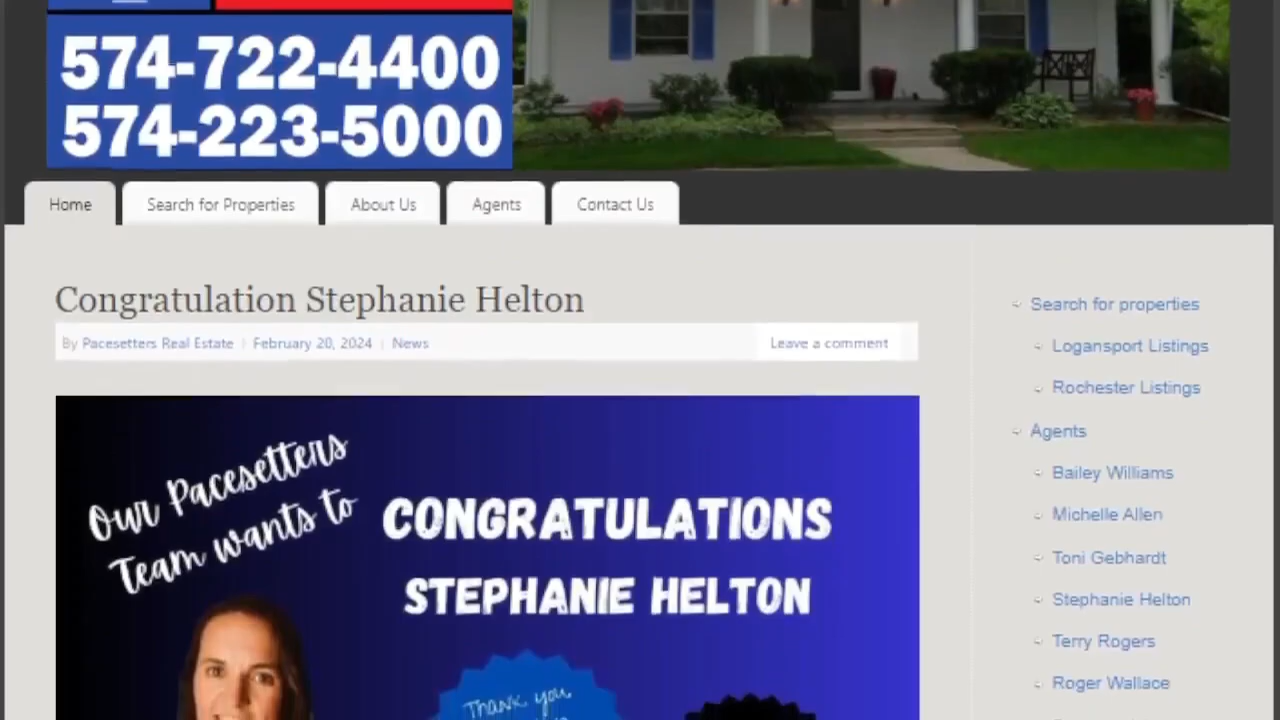 574-722-4400
574-223-5000
Home
Search for Properties
About Us
Agents
Contact Us
Congratulation Stephanie Helton
By Pacesetters Real Estate | February 20, 2024 | News
Leave a comment
Our Pacesetters
Team wants to
CONGRATULATIONS
STEPHANIE HELTON
Thank you
Search for properties
Logansport Listings
Rochester Listings
Agents
Bailey Williams
Michelle Allen
Toni Gebhardt
Stephanie Helton
Terry Rogers
Roger Wallace